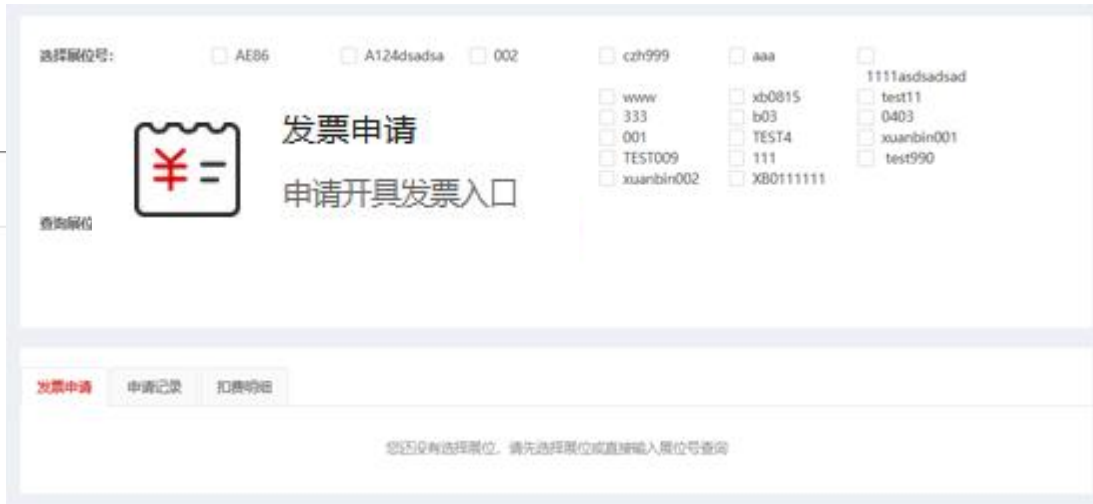 选择展位号: AE86 A124dsadsa 002 czh999 aaa
1111asdsadsad
www xb0815 test11
333 b03 0403
001 TEST4 xuanbin001
TEST009 111 test990
xuanbin002 XB0111111
发票申请
申请开具发票入口
查询展位
发票申请 申请记录 扣费明细
您还没有选择展位，请先选择展位或直接输入展位号查询